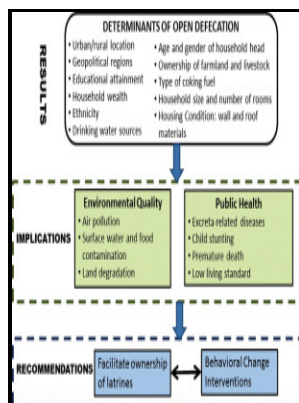 RESULTS
DETERMINANTS OF OPEN DEFECATION
• Urban/rural location
• Geopolitical regions
• Educational attainment
• Household wealth
• Ethnicity
• Drinking water sources
• Age and gender of household head
• Ownership of farmland and livestock
• Type of coking fuel
• Household size and number of rooms
• Housing Condition: wall and roof
materials
IMPLICATIONS
Environmental Quality
• Air pollution
• Surface water and food
contamination
• Land degradation
Public Health
• Excreta-related diseases
• Child stunting
• Premature death
• Low living standard
RECOMMENDATIONS
Facilitate ownership
of latrines
Behavioral Change
Interventions